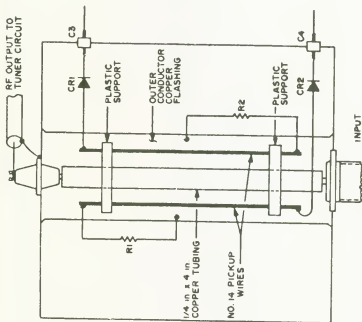 RF OUTPUT TO
TUNER CIRCUIT
C3
CR1
PLASTIC
SUPPORT
OUTER
CONDUCTOR
COPPER
FLASHING
R2
PLASTIC
SUPPORT
C4
CR2
R1
1/4 in x 4 in
COPPER TUBING
NO. 14 PICKUP
WIRES
INPUT